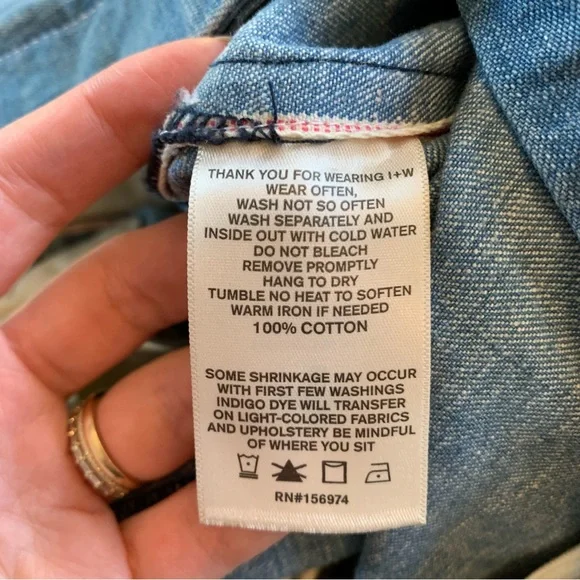 THANK YOU FOR WEARING I+W
WEAR OFTEN,
WASH NOT SO OFTEN
WASH SEPARATELY AND
INSIDE OUT WITH COLD WATER
DO NOT BLEACH
REMOVE PROMPTLY
HANG TO DRY
TUMBLE NO HEAT TO SOFTEN
WARM IRON IF NEEDED
100% COTTON
SOME SHRINKAGE MAY OCCUR
WITH FIRST FEW WASHINGS
INDIGO DYE WILL TRANSFER
ON LIGHT-COLORED FABRICS
AND UPHOLSTERY BE MINDFUL
OF WHERE YOU SIT
RN#156974